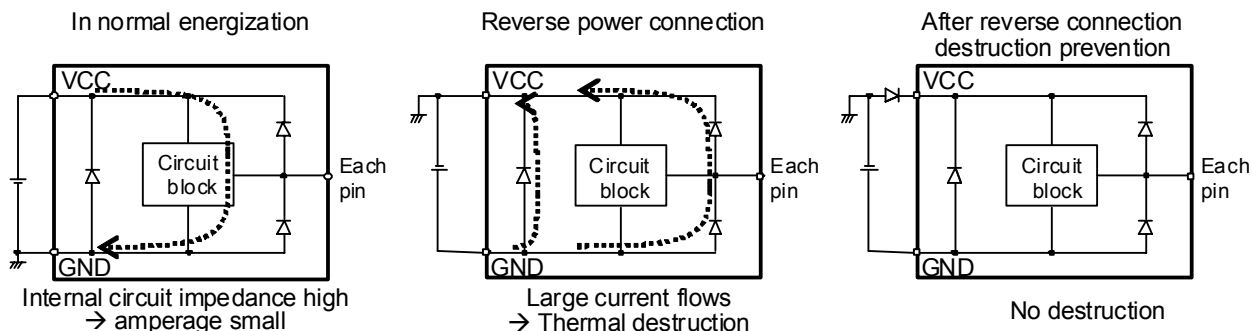 In normal energization
VCC
Circuit
block
Each
pin
GND
Internal circuit impedance high
→ amperage small
Reverse power connection
VCC
Circuit
block
Each
pin
GND
Large current flows
→ Thermal destruction
After reverse connection
destruction prevention
VCC
Circuit
block
Each
pin
GND
No destruction